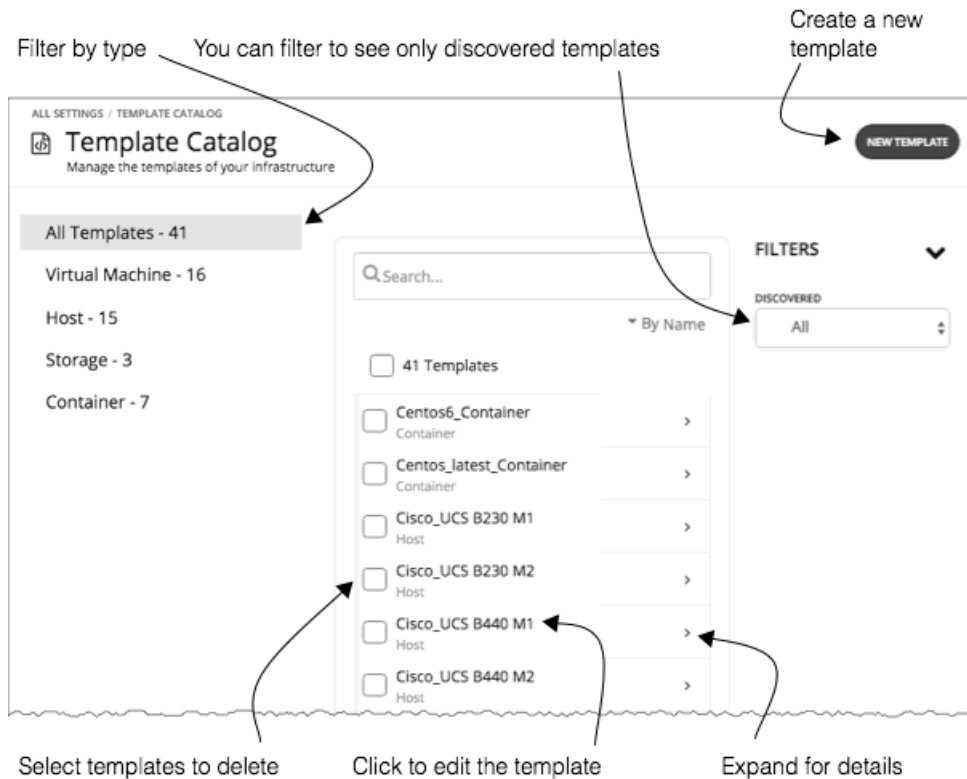 Create a new
template
Filter by type
You can filter to see only discovered templates
ALL SETTINGS / TEMPLATE CATALOG
Template Catalog
Manage the templates of your infrastructure
NEW TEMPLATE
All Templates - 41
Virtual Machine - 16
Host - 15
Storage - 3
Container - 7
Search...
By Name
41 Templates
Centos6_Container
Container
Centos_latest_Container
Container
Cisco_UCS B230 M1
Host
Cisco_UCS B230 M2
Host
Cisco_UCS B440 M1
Host
Cisco_UCS B440 M2
Host
FILTERS
DISCOVERED
All
Select templates to delete
Click to edit the template
Expand for details